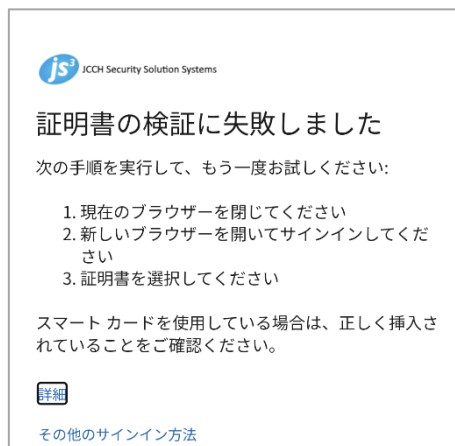 js3 JCCH Security Solution Systems
証明書の検証に失敗しました
次の手順を実行して、もう一度お試しください:
1. 現在のブラウザーを閉じてください
2. 新しいブラウザーを開いてサインインしてくだ
さい
3. 証明書を選択してください
スマート カードを使用している場合は、正しく挿入さ
れていることをご確認ください。
詳細
その他のサインイン方法